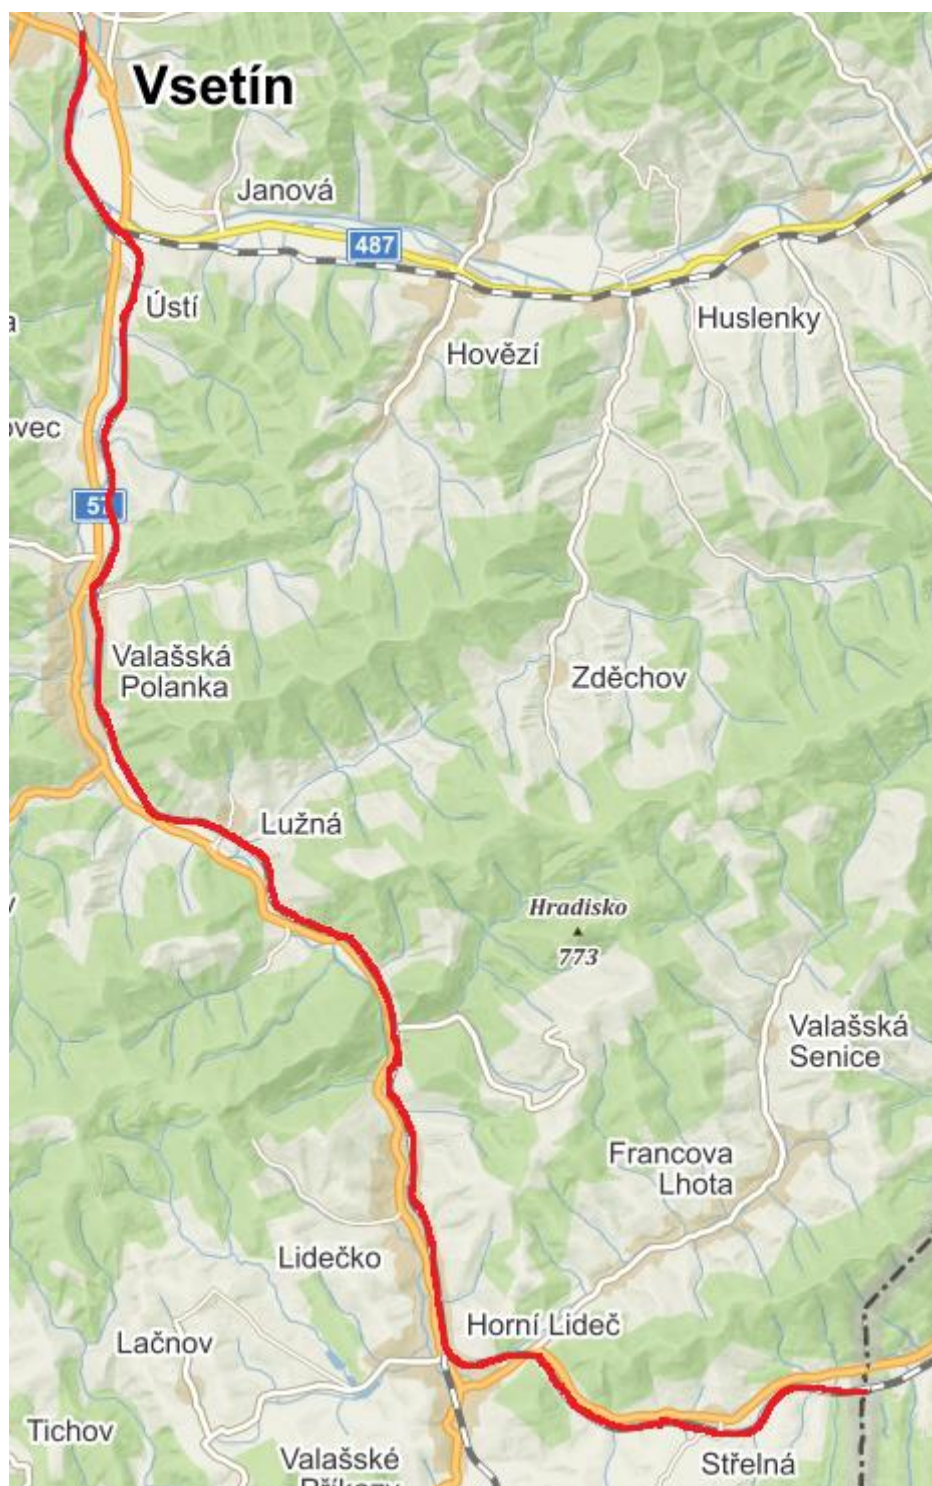 Vsetín
Janová
487
Ústí
Huslenky
Hovězí
57
Valašská
Polanka
Zděchov
Lužná
Hradisko
773
Valašská
Senice
Francova
Lhota
Lidečko
Horní Lideč
Lačnov
Tichov
Střelná
Valašské